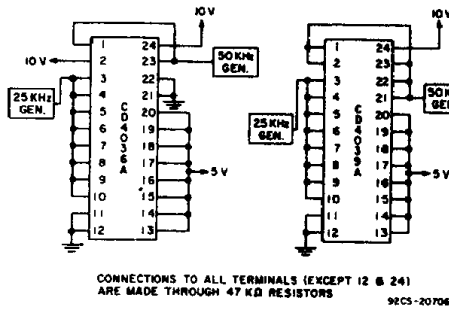 10V
10V
1 24
2 23
3 22
4 21
5 20
6 19
7 18
8 17
9 16
10 15
11 14
12 13
CD4036A
10V
50 KHz
GEN.
25 KHz
GEN.
5 V
1 24
2 23
3 22
4 21
5 20
6 19
7 18
8 17
9 16
10 15
11 14
12 13
CD4039A
10V
50 K
GEN.
25 KHz
GEN.
5 V
CONNECTIONS TO ALL TERMINALS (EXCEPT 12 & 24)
ARE MADE THROUGH 47 KΩ RESISTORS
92CS-20706